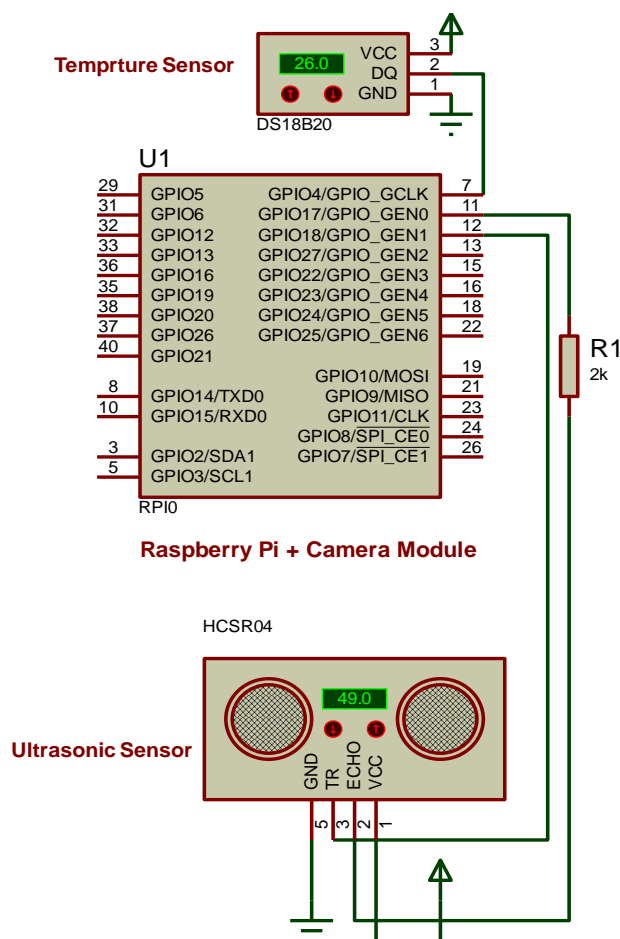 Temprture Sensor
26.0
VCC 3
DQ 2
GND 1
DS18B20
U1
29 GPIO5 GPIO4/GPIO_GCLK 7
31 GPIO6 GPIO17/GPIO_GEN0 11
32 GPIO12 GPIO18/GPIO_GEN1 12
33 GPIO13 GPIO27/GPIO_GEN2 13
36 GPIO16 GPIO22/GPIO_GEN3 15
35 GPIO19 GPIO23/GPIO_GEN4 16
38 GPIO20 GPIO24/GPIO_GEN5 18
37 GPIO26 GPIO25/GPIO_GEN6 22
40 GPIO21
GPIO10/MOSI 19
8 GPIO14/TXD0 GPIO9/MISO 21
10 GPIO15/RXD0 GPIO11/CLK 23
GPIO8/SPI_CE0 24
3 GPIO2/SDA1 GPIO7/SPI_CE1 26
5 GPIO3/SCL1
RPI0
R1
2k
Raspberry Pi + Camera Module
HCSR04
49.0
Ultrasonic Sensor
GND TR ECHO VCC
5 3 2 1